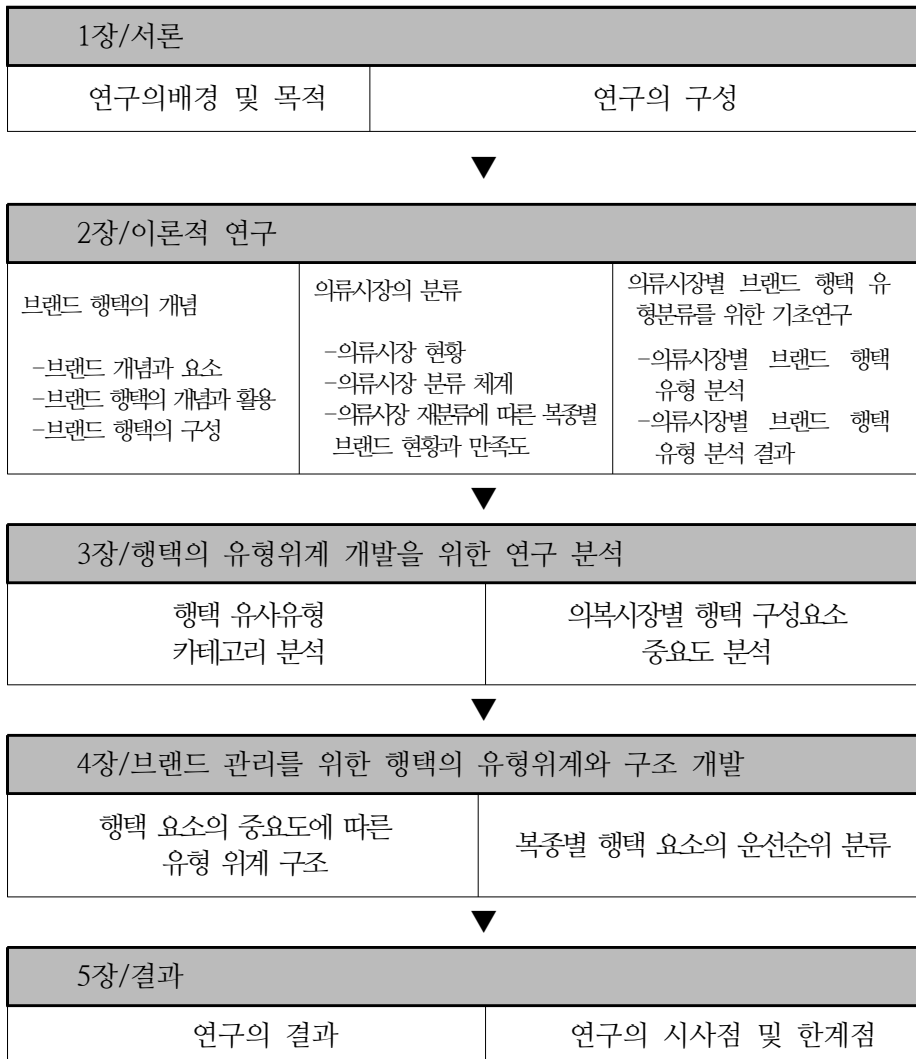 1장/서론
연구의배경 및 목적
연구의 구성
▼
2장/이론적 연구
브랜드 행택의 개념
-브랜드 개념과 요소
-브랜드 행택의 개념과 활용
-브랜드 행택의 구성
의류시장의 분류
-의류시장 현황
-의류시장 분류 체계
-의류시장 재분류에 따른 복종별
브랜드 현황과 만족도
의류시장별 브랜드 행택 유
형분류를 위한 기초연구
-의류시장별 브랜드 행택
유형 분석
-의류시장별 브랜드 행택
유형 분석 결과
▼
3장/행택의 유형위계 개발을 위한 연구 분석
행택 유사유형
카테고리 분석
의복시장별 행택 구성요소
중요도 분석
▼
4장/브랜드 관리를 위한 행택의 유형위계와 구조 개발
행택 요소의 중요도에 따른
유형 위계 구조
복종별 행택 요소의 운선순위 분류
▼
5장/결과
연구의 결과
연구의 시사점 및 한계점